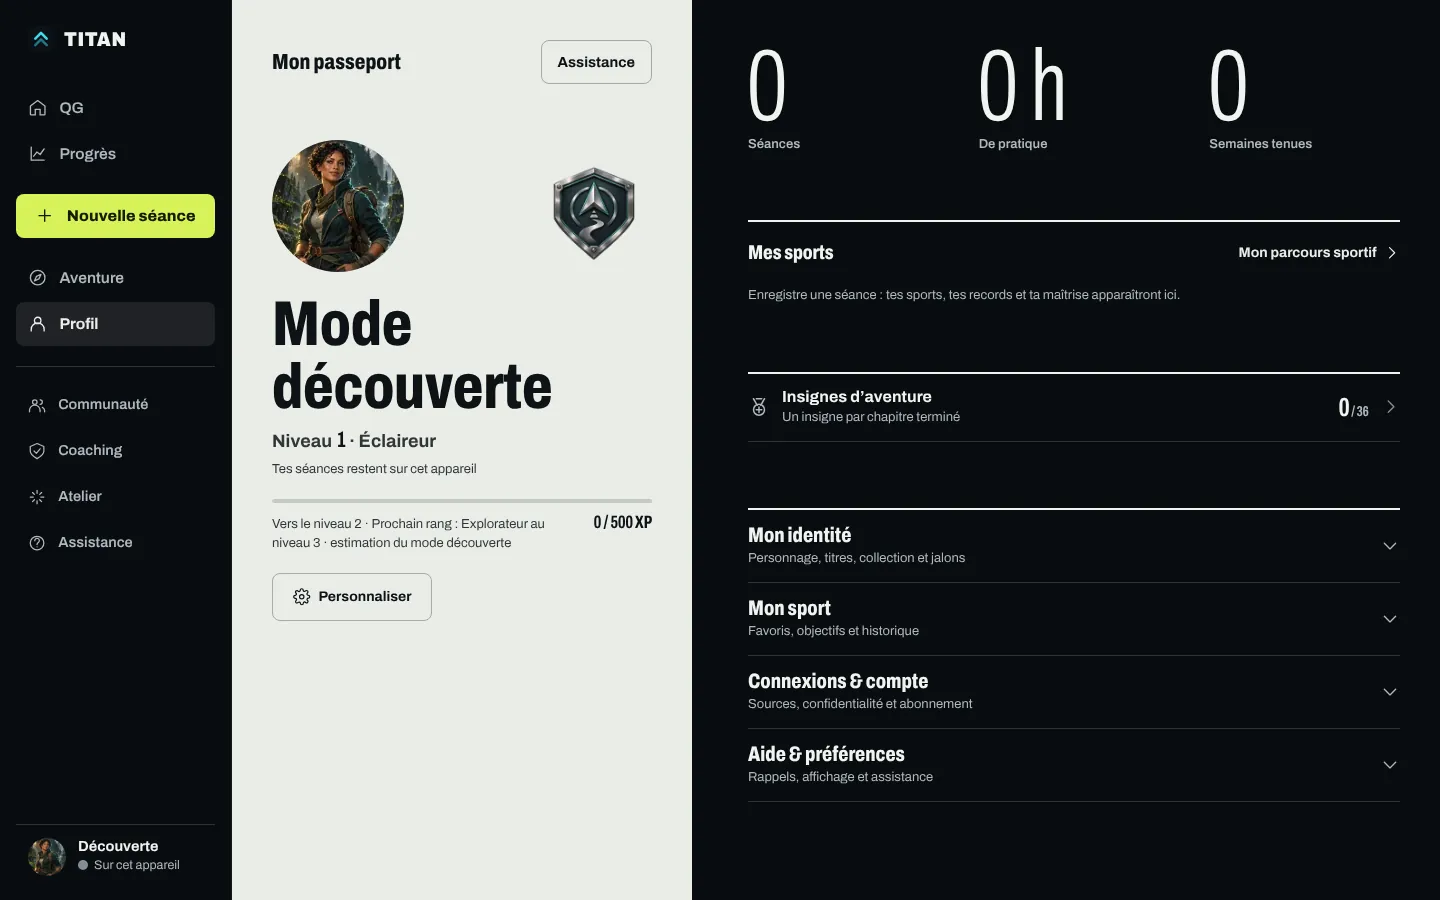 TITAN
QG
Progrès
Nouvelle séance
Aventure
Profil
Communauté
Coaching
Atelier
Assistance
Découverte
Sur cet appareil
Mon passeport
Assistance
Mode
découverte
Niveau 1 · Éclaireur
Tes séances restent sur cet appareil
Vers le niveau 2 · Prochain rang : Explorateur au
niveau 3 · estimation du mode découverte
0 / 500 XP
Personnaliser
0
Séances
0 h
De pratique
0
Semaines tenues
Mes sports
Mon parcours sportif
Enregistre une séance : tes sports, tes records et ta maîtrise apparaîtront ici.
Insignes d’aventure
Un insigne par chapitre terminé
0 / 36
Mon identité
Personnage, titres, collection et jalons
Mon sport
Favoris, objectifs et historique
Connexions & compte
Sources, confidentialité et abonnement
Aide & préférences
Rappels, affichage et assistance